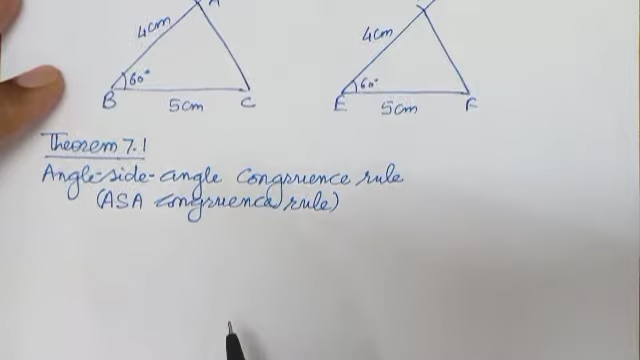 A
4cm
4cm
60°
60°
B
5cm
C
E
5cm
F
Theorem 7.1
Angle-side-angle congruence rule
(ASA congruence rule)